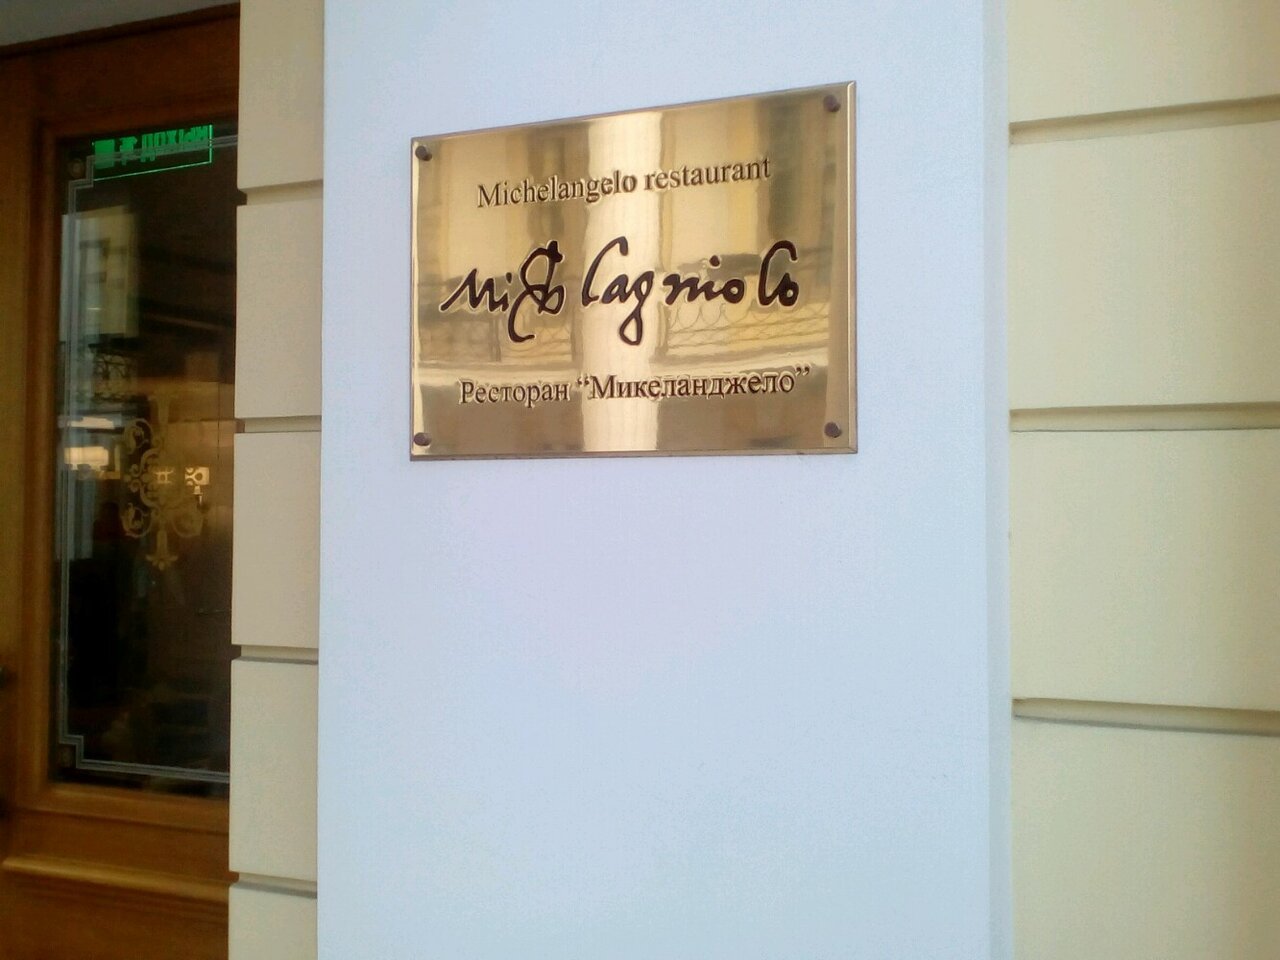 Michelangelo restaurant
Ресторан “Микеланджело”